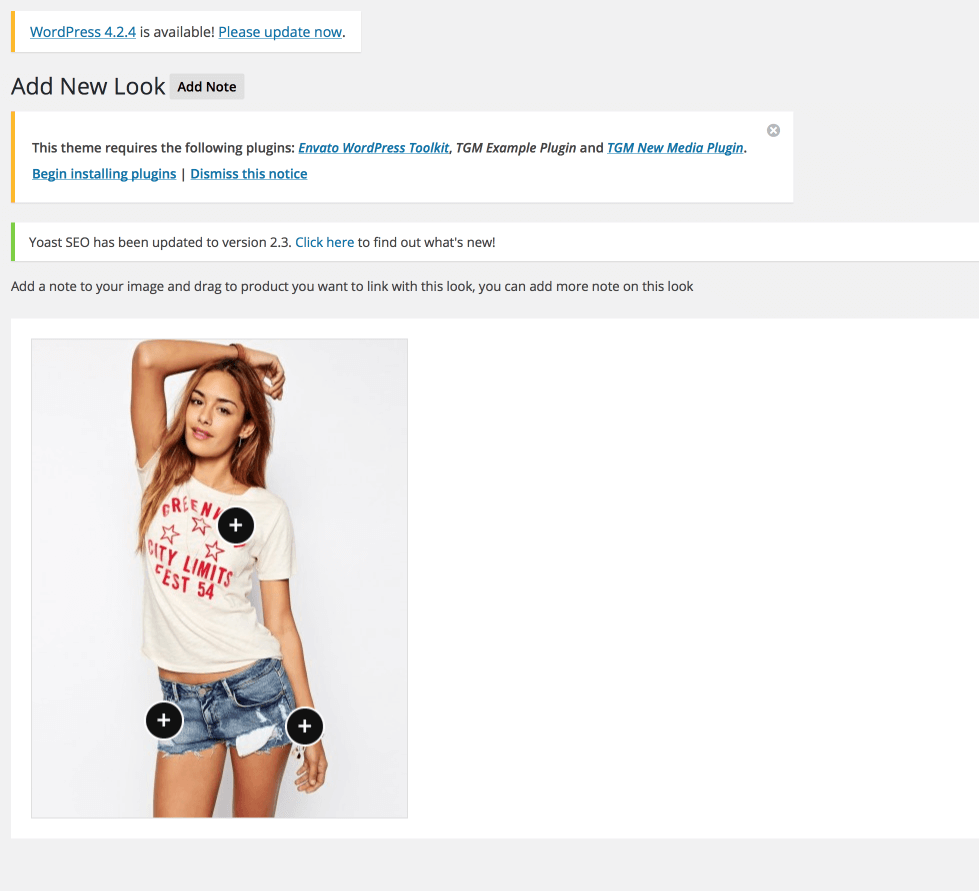 WordPress 4.2.4 is available! Please update now.
Add New Look Add Note
This theme requires the following plugins: Envato WordPress Toolkit, TGM Example Plugin and TGM New Media Plugin.
Begin installing plugins | Dismiss this notice
Yoast SEO has been updated to version 2.3. Click here to find out what's new!
Add a note to your image and drag to product you want to link with this look, you can add more note on this look
CITY LIMITS
EST 54